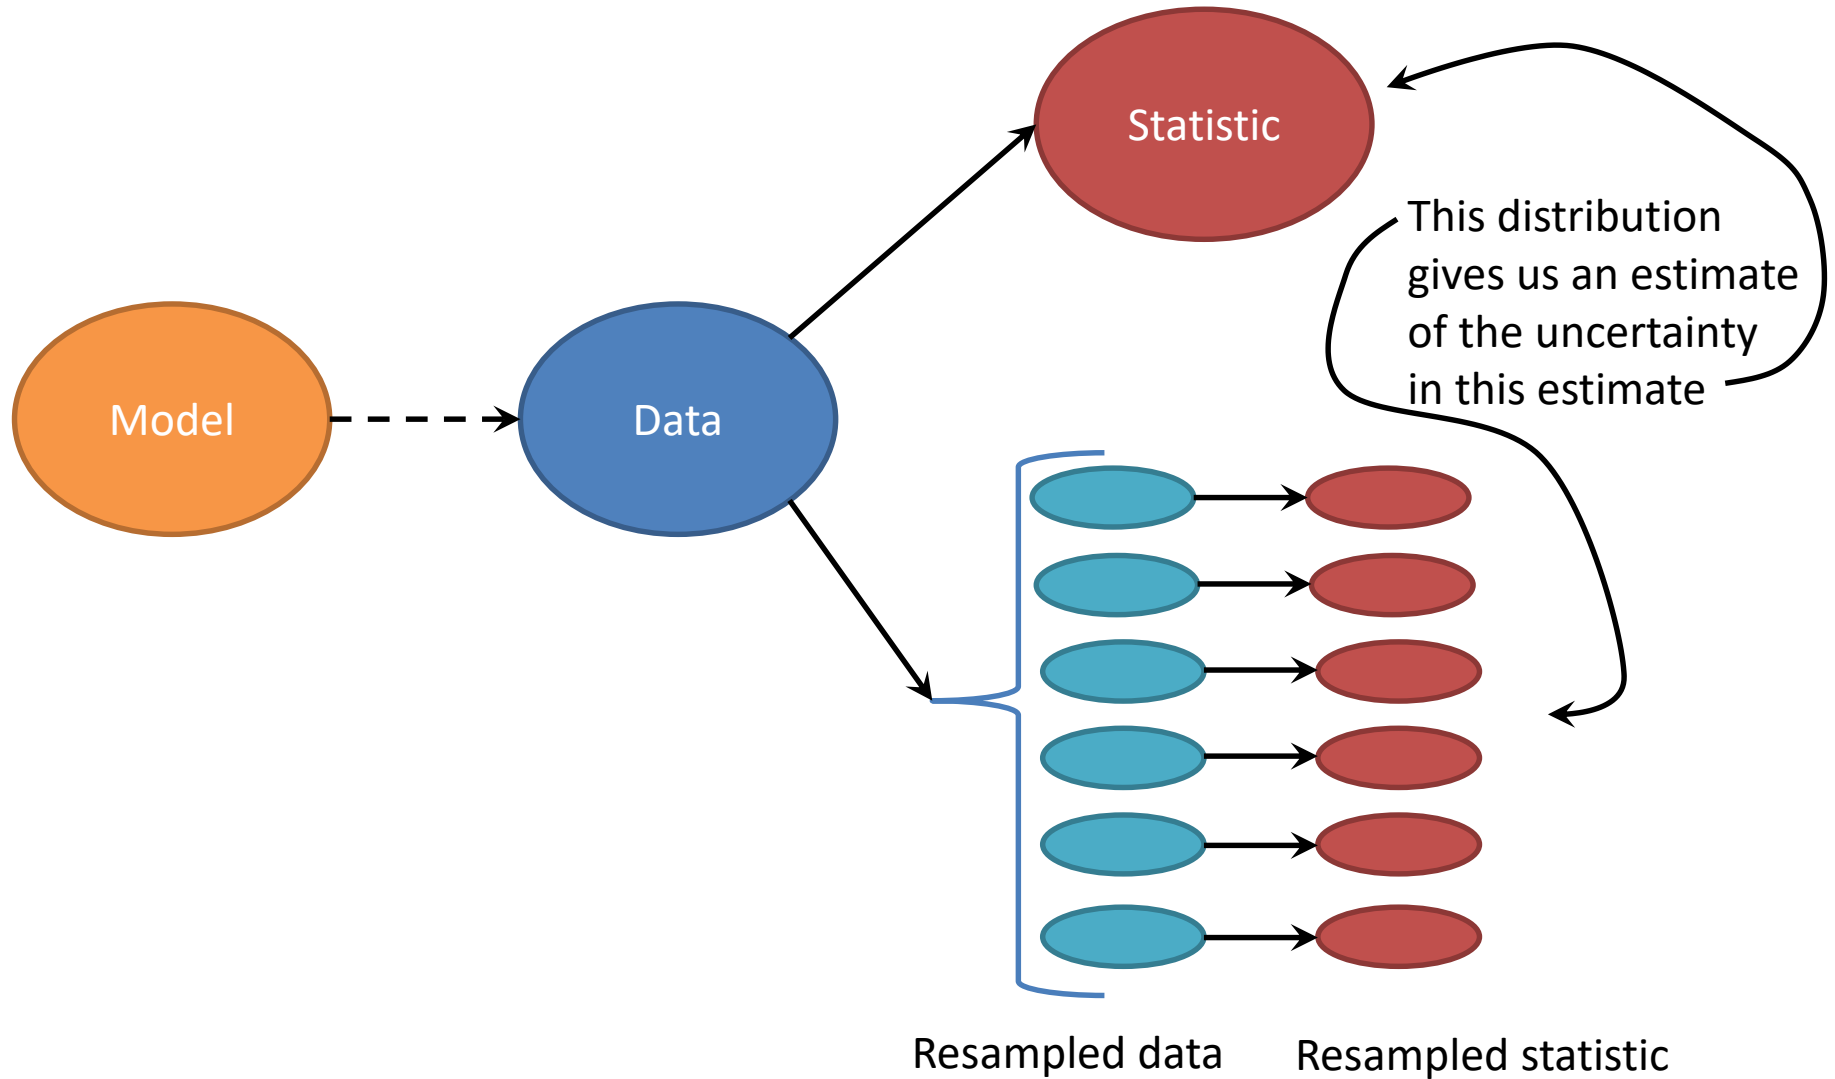 Statistic
This distribution
gives us an estimate
of the uncertainty
in this estimate
Model
Data
Resampled data
Resampled statistic